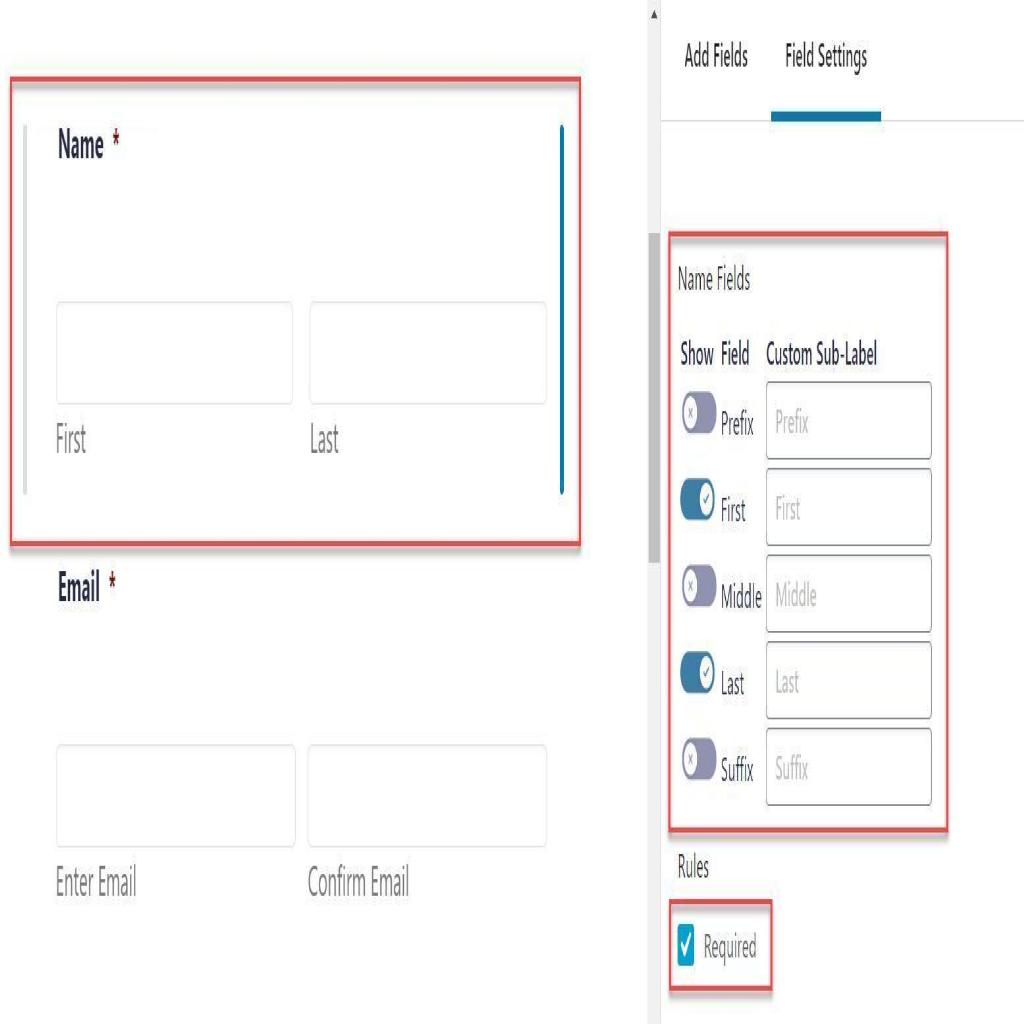 Name *
First
Last
Email *
Enter Email
Confirm Email
Add Fields
Field Settings
Name Fields
Show Field Custom Sub-Label
Prefix Prefix
First First
Middle Middle
Last Last
Suffix Suffix
Rules
Required